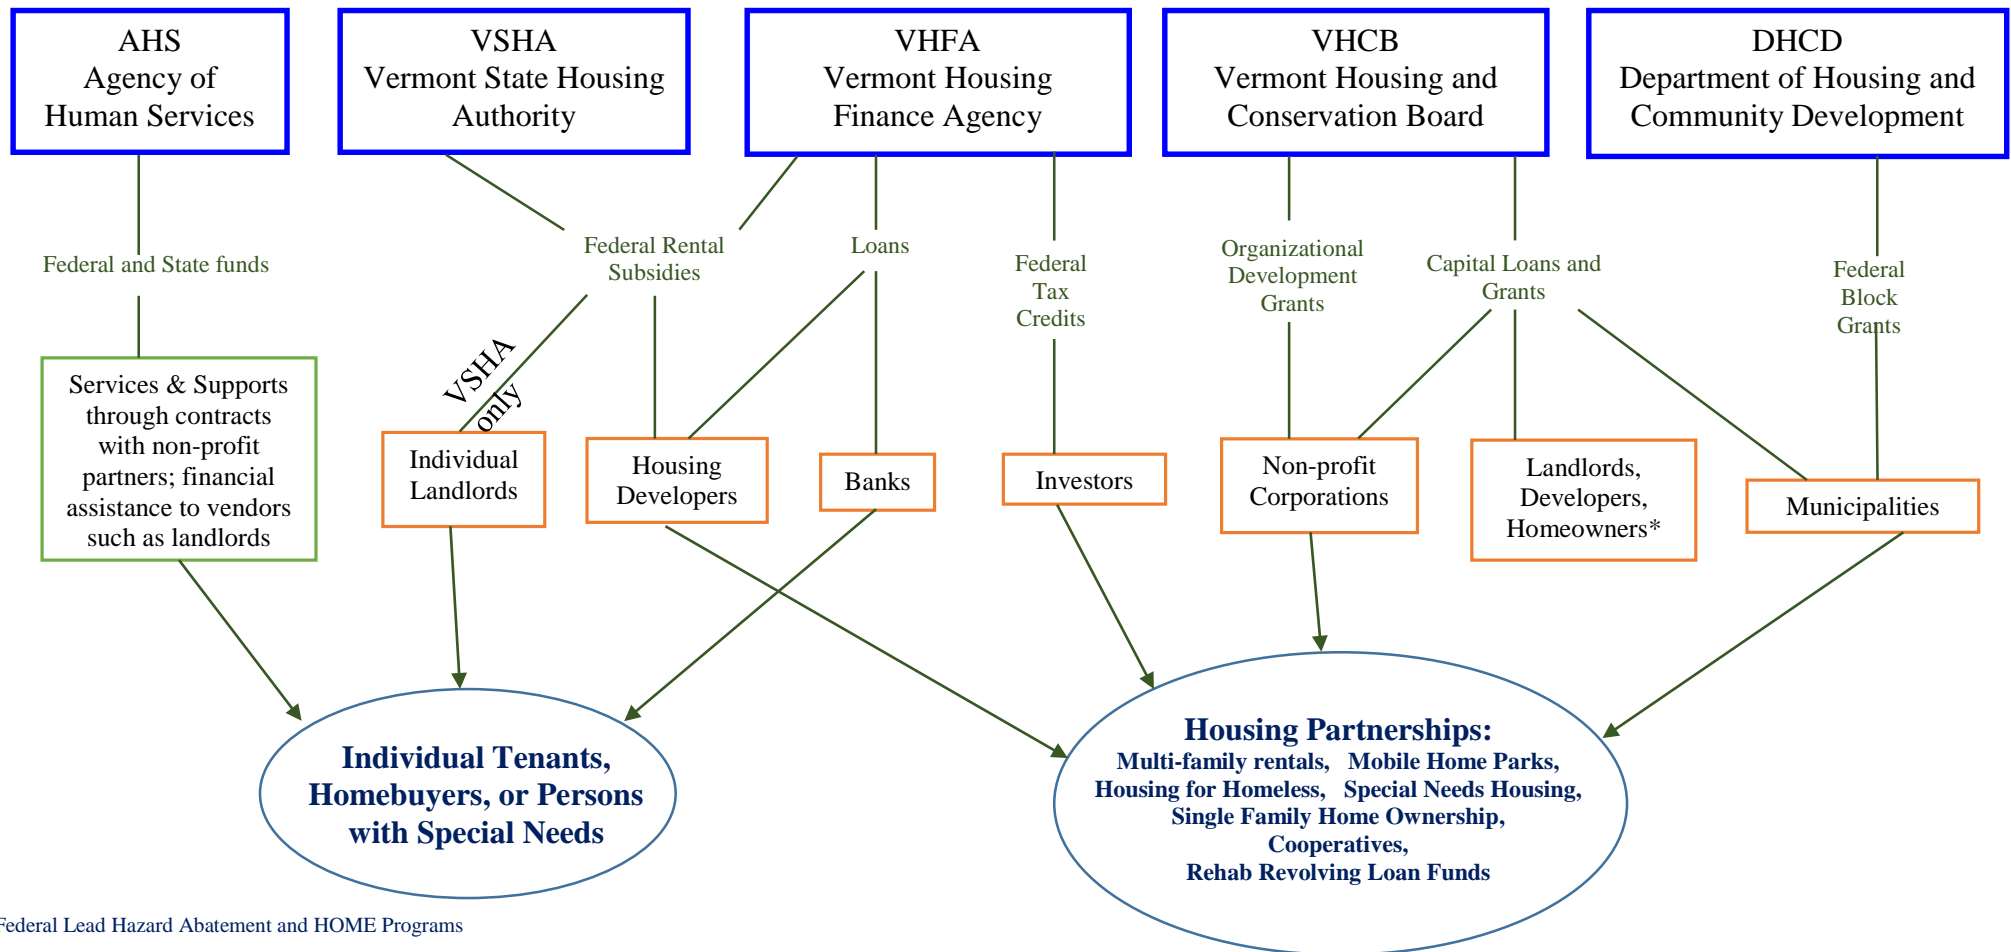 AHS
Agency of
Human Services
VSHA
Vermont State Housing
Authority
VHFA
Vermont Housing
Finance Agency
VHCB
Vermont Housing and
Conservation Board
DHCD
Department of Housing and
Community Development
Federal and State funds
Federal Rental
Subsidies
Loans
Federal
Tax
Credits
Organizational
Development
Grants
Capital Loans and
Grants
Federal
Block
Grants
VSHA
only
Services & Supports
through contracts
with non-profit
partners; financial
assistance to vendors
such as landlords
Individual
Landlords
Housing
Developers
Banks
Investors
Non-profit
Corporations
Landlords,
Developers,
Homeowners*
Municipalities
Individual Tenants,
Homebuyers, or Persons
with Special Needs
Housing Partnerships:
Multi-family rentals, Mobile Home Parks,
Housing for Homeless, Special Needs Housing,
Single Family Home Ownership,
Cooperatives,
Rehab Revolving Loan Funds
Federal Lead Hazard Abatement and HOME Programs